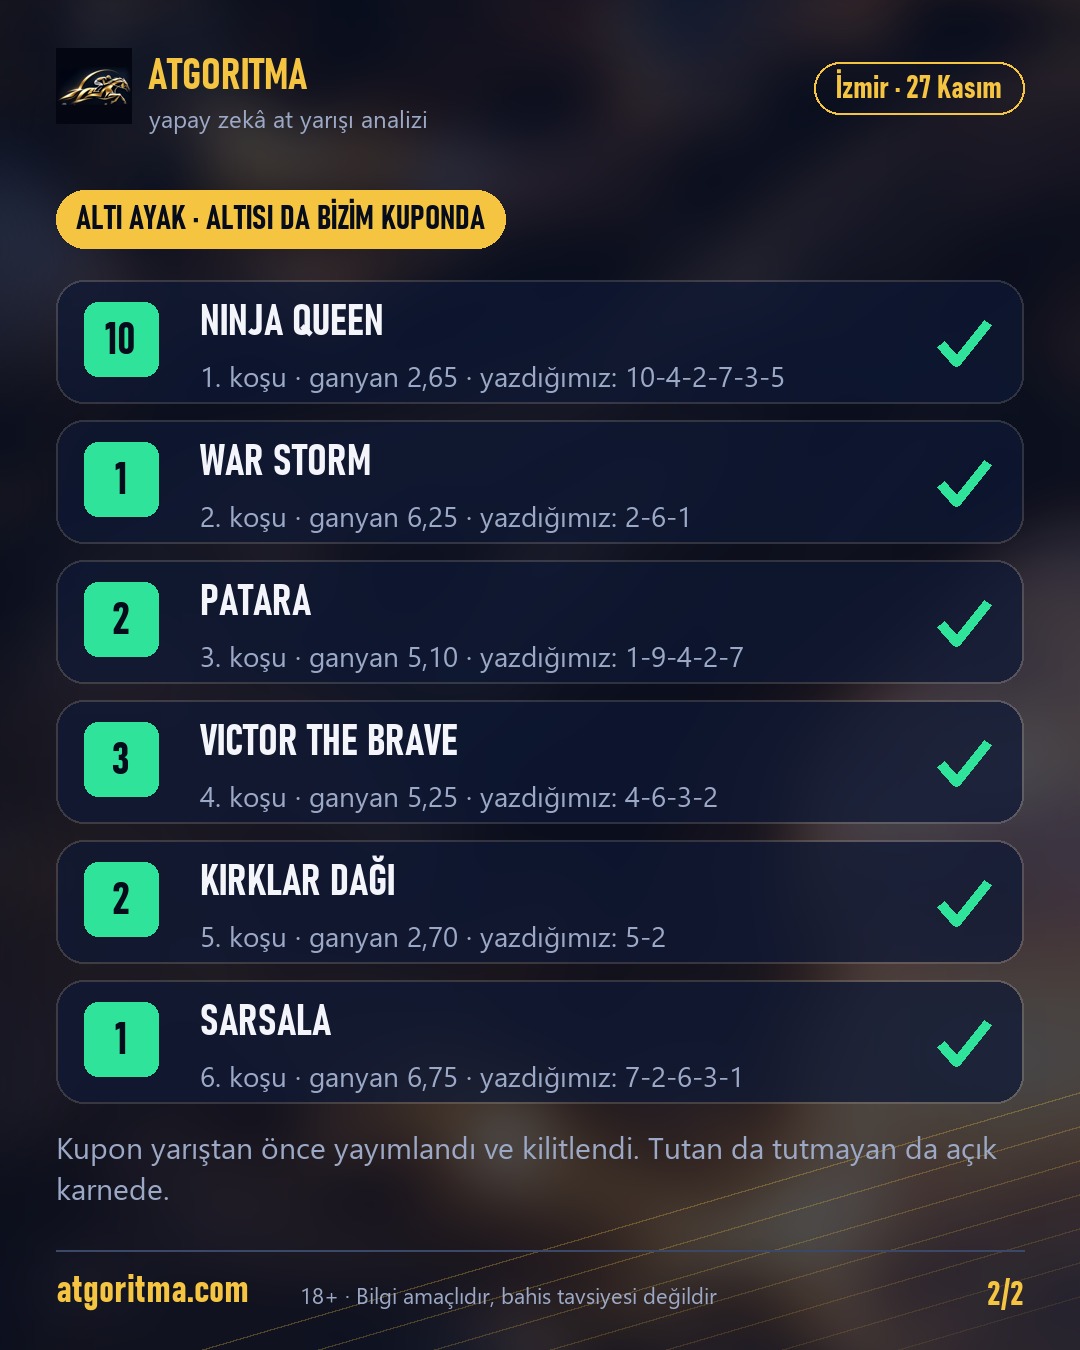 ATGORITMA
yapay zekâ at yarışı analizi
İzmir · 27 Kasım
ALTI AYAK · ALTISI DA BİZİM KUPONDA
10
NINJA QUEEN
1. koşu · ganyan 2,65 · yazdığımız: 10-4-2-7-3-5
1
WAR STORM
2. koşu · ganyan 6,25 · yazdığımız: 2-6-1
2
PATARA
3. koşu · ganyan 5,10 · yazdığımız: 1-9-4-2-7
3
VICTOR THE BRAVE
4. koşu · ganyan 5,25 · yazdığımız: 4-6-3-2
2
KIRKLAR DAĞI
5. koşu · ganyan 2,70 · yazdığımız: 5-2
1
SARSALA
6. koşu · ganyan 6,75 · yazdığımız: 7-2-6-3-1
Kupon yarıştan önce yayımlandı ve kilitlendi. Tutan da tutmayan da açık
karnede.
atgoritma.com
18+ · Bilgi amaçlıdır, bahis tavsiyesi değildir
2/2